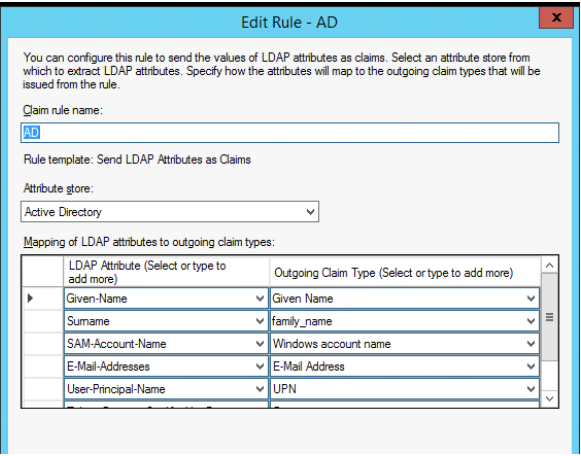 Edit Rule - AD
x
You can configure this rule to send the values of LDAP attributes as claims. Select an attribute store from
which to extract LDAP attributes. Specify how the attributes will map to the outgoing claim types that will be
issued from the rule.
Claim rule name:
AD
Rule template: Send LDAP Attributes as Claims
Attribute store:
Active Directory
Mapping of LDAP attributes to outgoing claim types:
LDAP Attribute (Select or type to
add more)
Outgoing Claim Type (Select or type to add more)
Given-Name Given Name
Surname family_name
SAM-Account-Name Windows account name
E-Mail-Addresses E-Mail Address
User-Principal-Name UPN